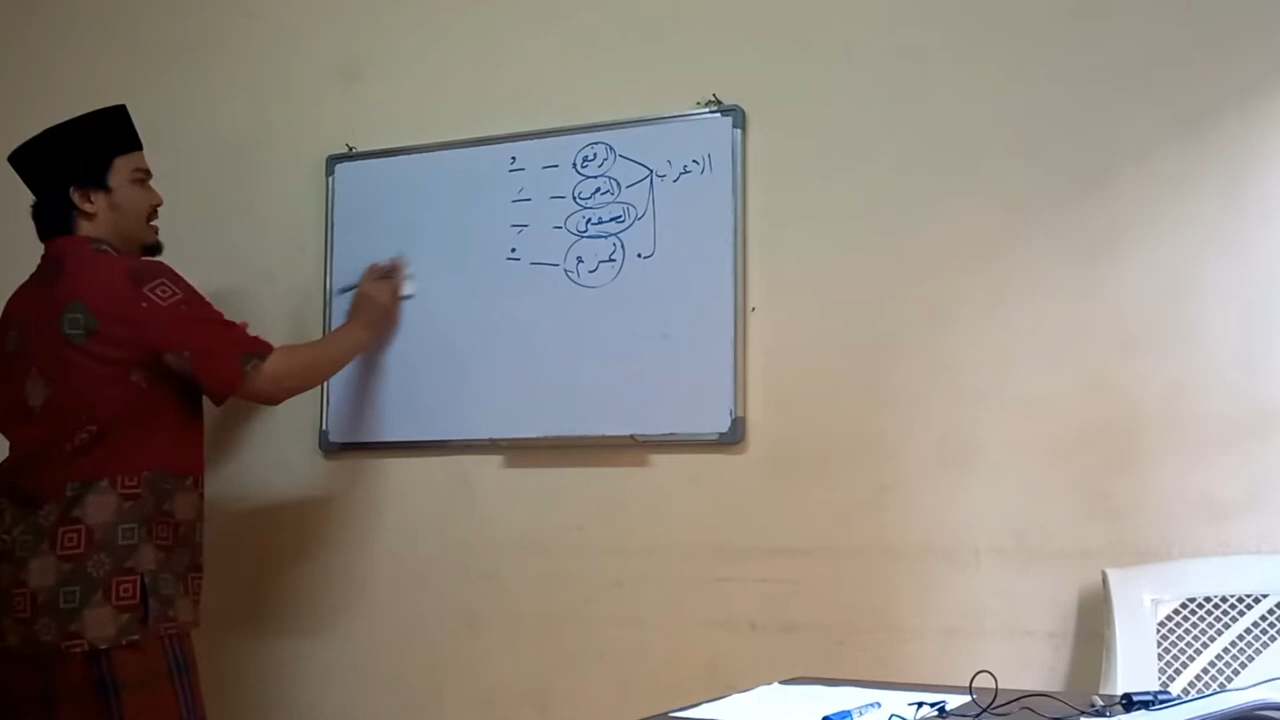 الاعراب
الرفع — ـُ
النصب — ـَ
الخفض — ـِ
الجزم — ـْ